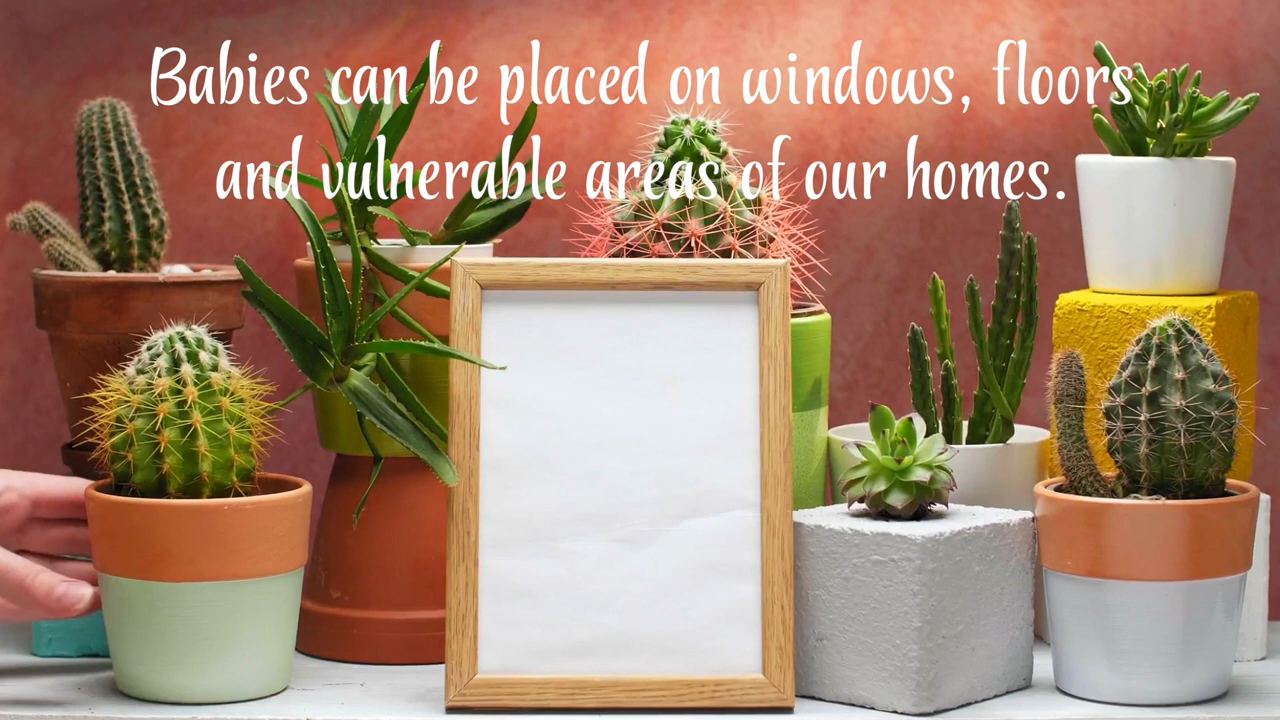 Babies can be placed on windows, floors
and vulnerable areas of our homes.